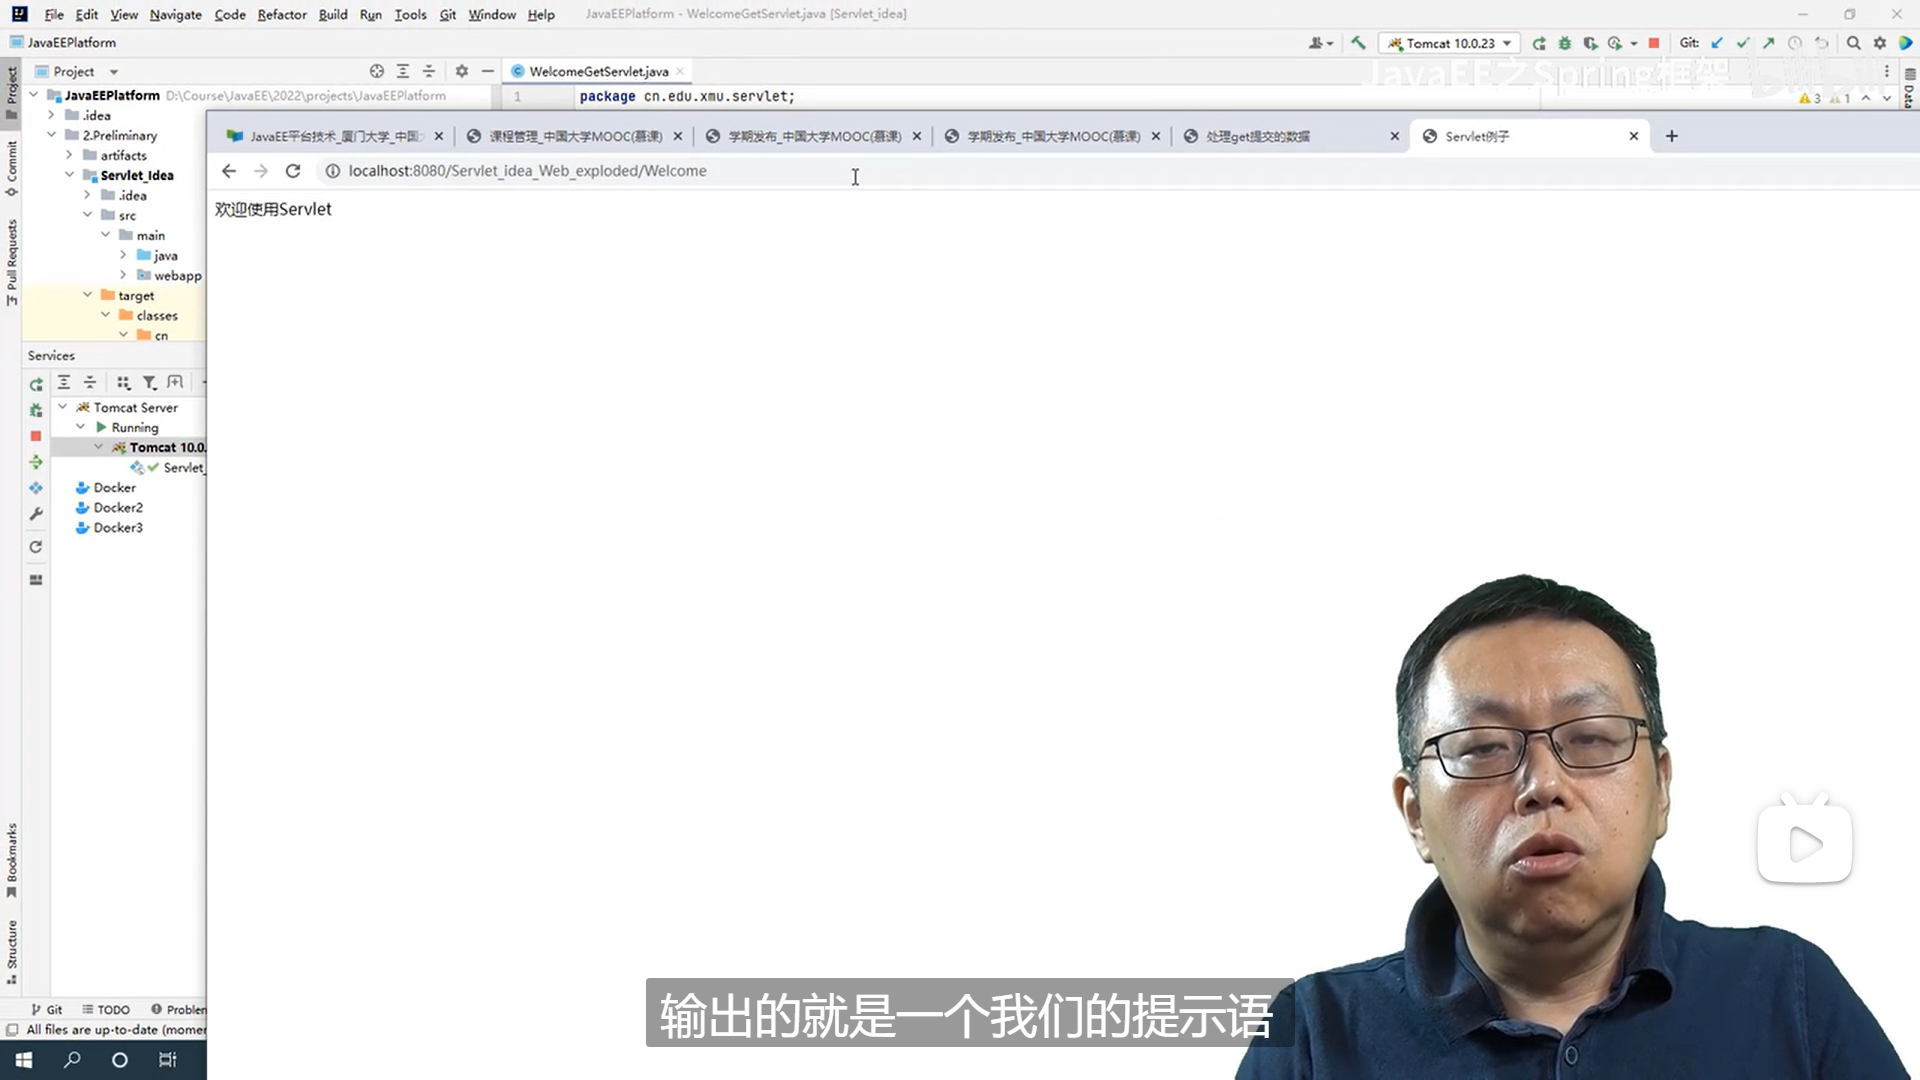 File Edit View Navigate Code Refactor Build Run Tools Git Window Help JavaEEPlatform - WelcomeGetServlet.java [Servlet_idea]
JavaEEPlatform
Tomcat 10.0.23
Git:
Project
WelcomeGetServlet.java
JavaEE之Spring框架
bilibili
JavaEEPlatform D:\Course\JavaEE\2022\projects\JavaEEPlatform
1 package cn.edu.xmu.servlet;
3 1
.idea
2.Preliminary
artifacts
Servlet_Idea
.idea
src
main
java
webapp
target
classes
cn
JavaEE平台技术_厦门大学_中国
课程管理_中国大学MOOC(慕课)
学期发布_中国大学MOOC(慕课)
学期发布_中国大学MOOC(慕课)
处理get提交的数据
Servlet例子
localhost:8080/Servlet_idea_Web_exploded/Welcome
欢迎使用Servlet
Services
Tomcat Server
Running
Tomcat 10.0.
Servlet_
Docker
Docker2
Docker3
Project
Commit
Pull Requests
Bookmarks
Structure
Data
Git TODO Problem
All files are up-to-date (momen
输出的就是一个我们的提示语